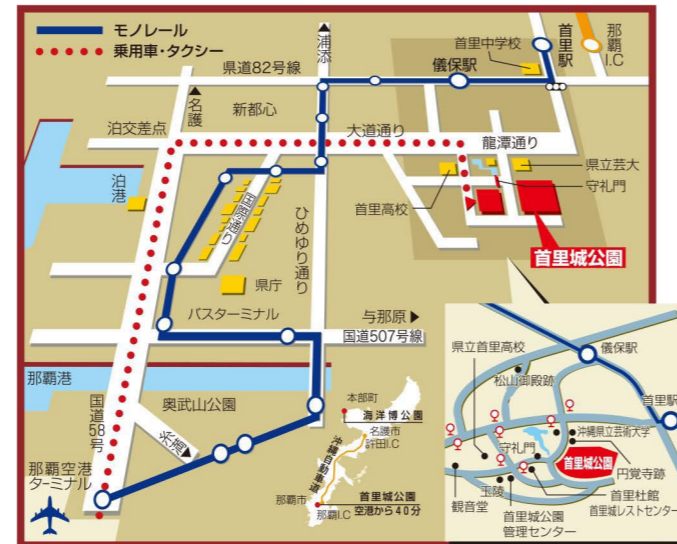 モノレール
乗用車・タクシー
▲浦添
首里中学校
首里駅
那覇I.C
県道82号線
儀保駅
▲名護
新都心
泊交差点
大道通り
龍潭通り
県立芸大
守礼門
泊港
首里高校
国際通り
ひめゆり通り
首里城公園
県庁
バスターミナル
与那原▶
国道507号線
那覇港
国道58号
奥武山公園
糸満▶
那覇空港
ターミナル
本部町
海洋博公園
名護市
許田I.C
沖縄自動車道
那覇市
那覇I.C
首里城公園
空港から40分
県立首里高校
儀保駅
松山御殿跡
首里駅
沖縄県立芸術大学
守礼門
首里城公園
円覚寺跡
玉陵
観音堂
首里杜館
首里城レストセンター
首里城公園
管理センター